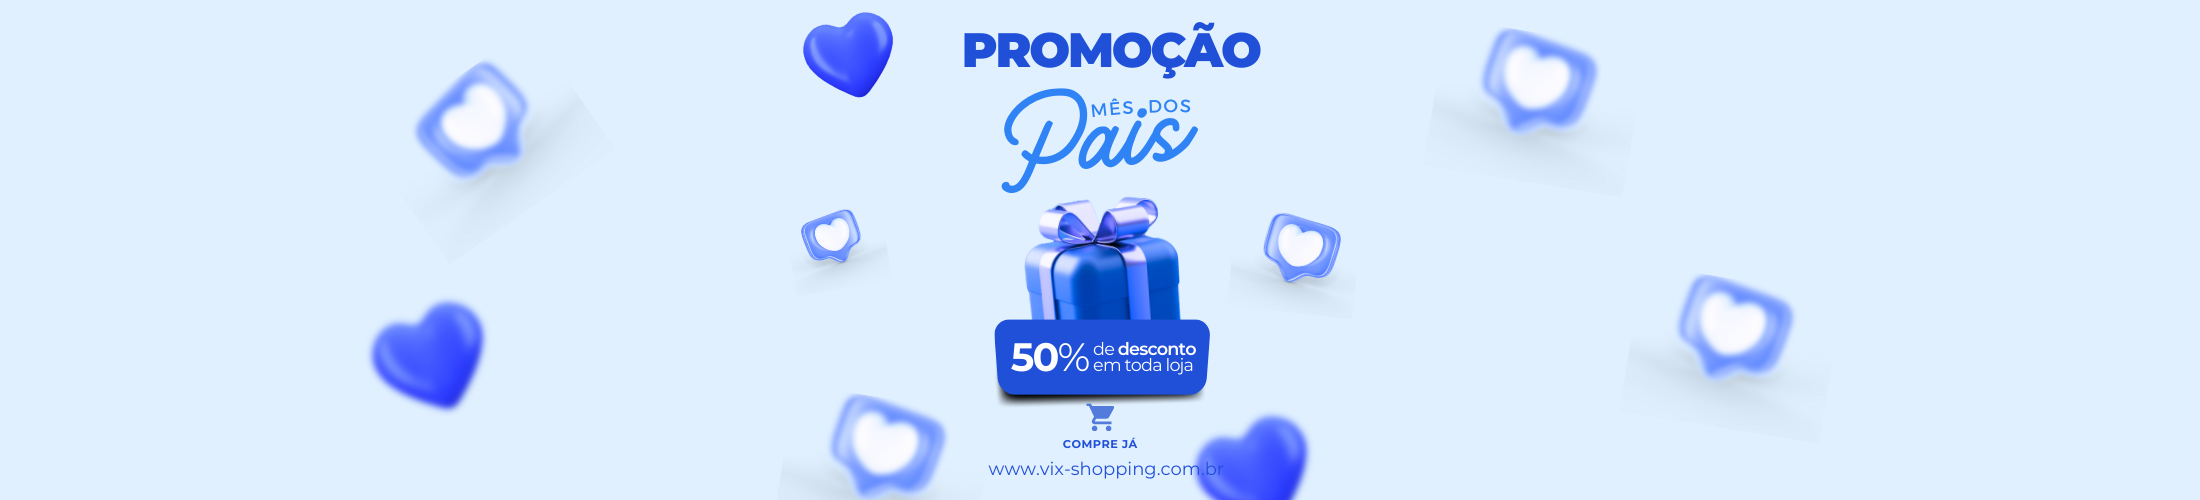 PROMOÇÃO
MÊS DOS
Pais
50% de desconto
em toda loja
COMPRE JÁ
www.vix-shopping.com.br